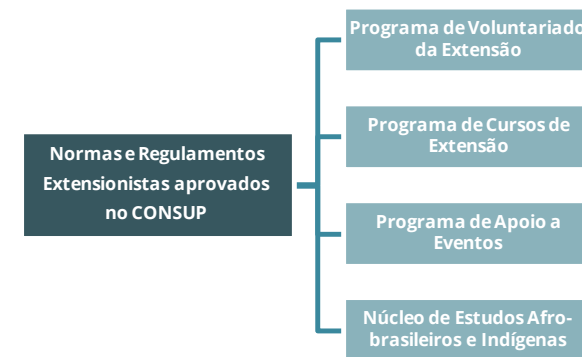 Programa de Voluntariado
da Extensão
Programa de Cursos de
Extensão
Normas e Regulamentos
Extensionistas aprovados
no CONSUP
Programa de Apoio a
Eventos
Núcleo de Estudos Afro-
brasileiros e Indígenas